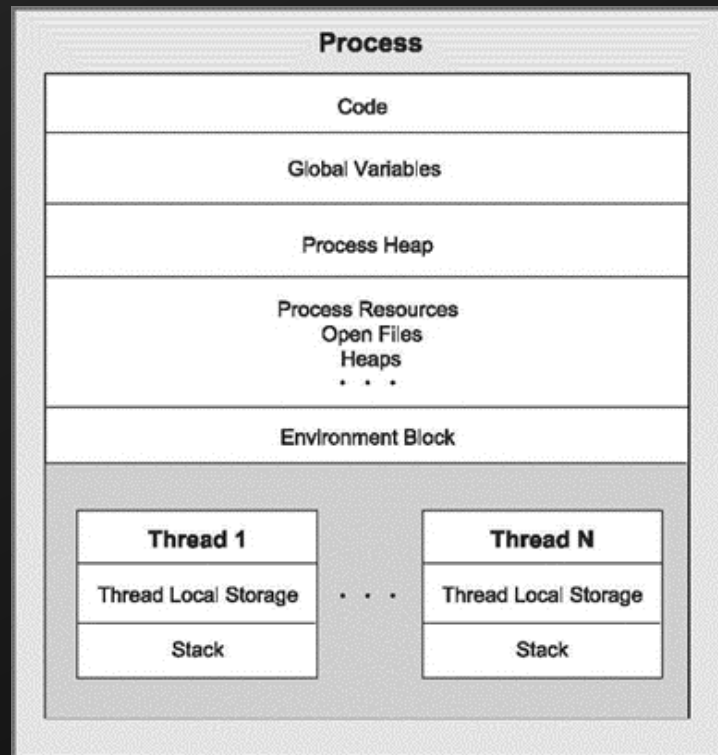 Process
Code
Global Variables
Process Heap
Process Resources
Open Files
Heaps
. . .
Environment Block
Thread 1
Thread Local Storage
Stack
. . .
Thread N
Thread Local Storage
Stack